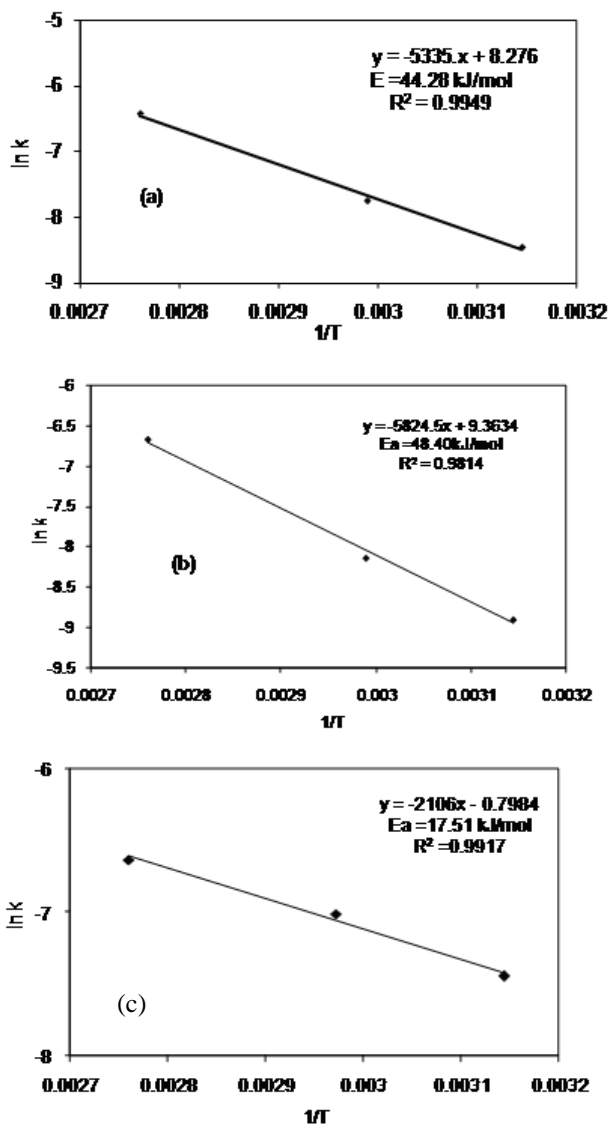 -5
y = -5335.x + 8.276
E =44.28 kJ/mol
R² = 0.9949
-6
-7
ln k
(a)
-8
-9
0.0027 0.0028 0.0029 0.003 0.0031 0.0032
1/T
-6
y = -5824.5x + 9.3634
Ea =48.40kJ/mol
R² = 0.9814
-6.5
-7
-7.5
ln k
-8
(b)
-8.5
-9
-9.5
0.0027 0.0028 0.0029 0.003 0.0031 0.0032
1/T
-6
y = -2106x - 0.7984
Ea =17.51 kJ/mol
R² =0.9917
ln k
-7
(c)
-8
0.0027 0.0028 0.0029 0.003 0.0031 0.0032
1/T